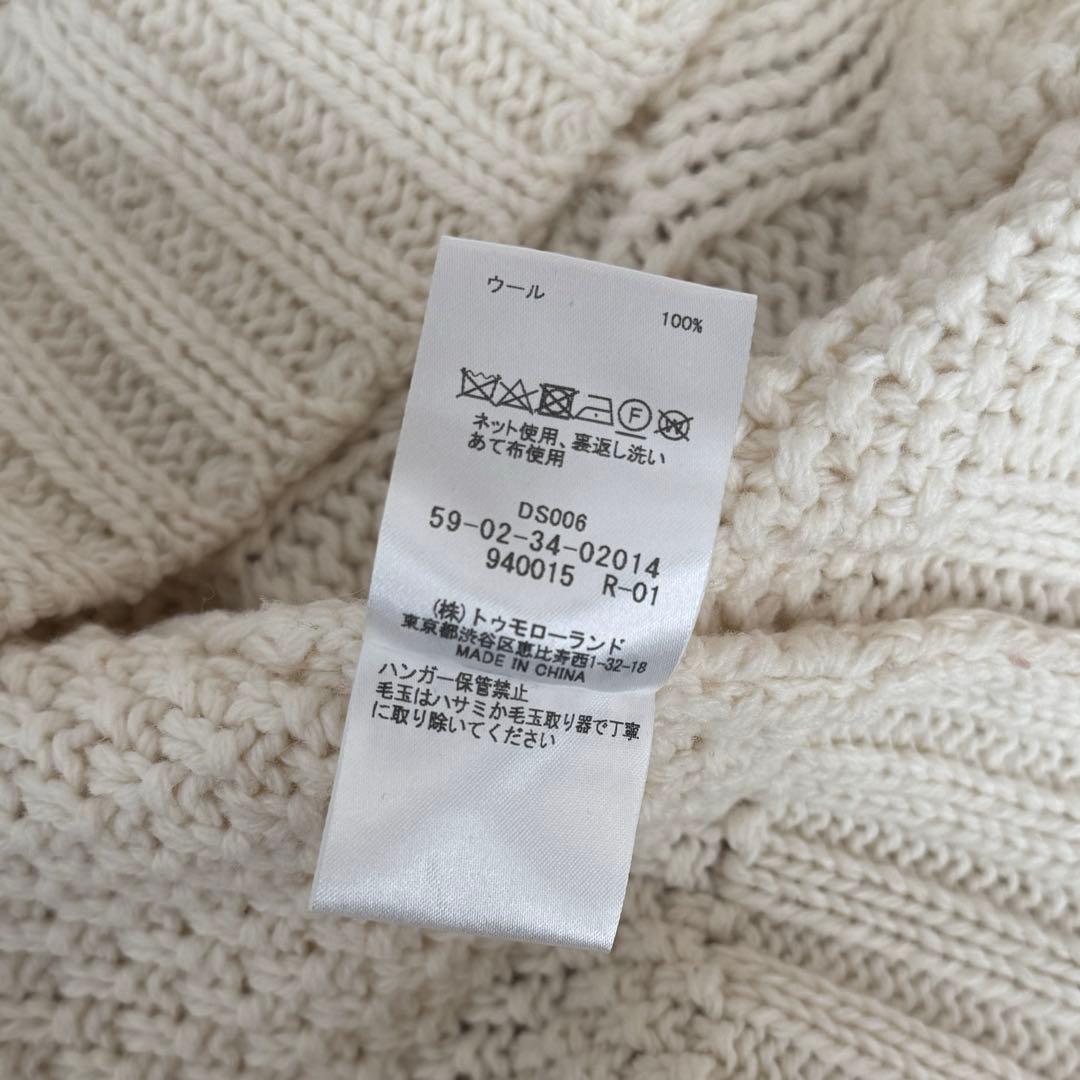 ウール
100%
F W
ネット使用、裏返し洗い
あて布使用
DS006
59-02-34-02014
940015 R-01
(株)トゥモローランド
東京都渋谷区恵比寿西1-32-18
MADE IN CHINA
ハンガー保管禁止
毛玉はハサミか毛玉取り器で丁寧
に取り除いてください